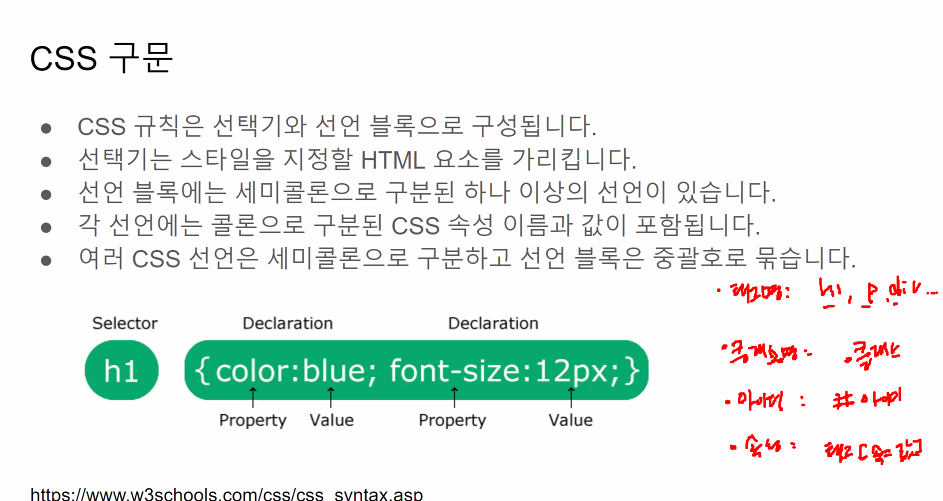 CSS 구문
● CSS 규칙은 선택기와 선언 블록으로 구성됩니다.
● 선택기는 스타일을 지정할 HTML 요소를 가리킵니다.
● 선언 블록에는 세미콜론으로 구분된 하나 이상의 선언이 있습니다.
● 각 선언에는 콜론으로 구분된 CSS 속성 이름과 값이 포함됩니다.
● 여러 CSS 선언은 세미콜론으로 구분하고 선언 블록은 중괄호로 묶습니다.
· 태그명: h1, p, div...
· 클래스명: .클래스
· 아이디: #아이디
· 속성: 태그[속=값]
Selector Declaration Declaration
h1 {color:blue; font-size:12px;}
Property Value Property Value
https://www.w3schools.com/css/css_syntax.asp